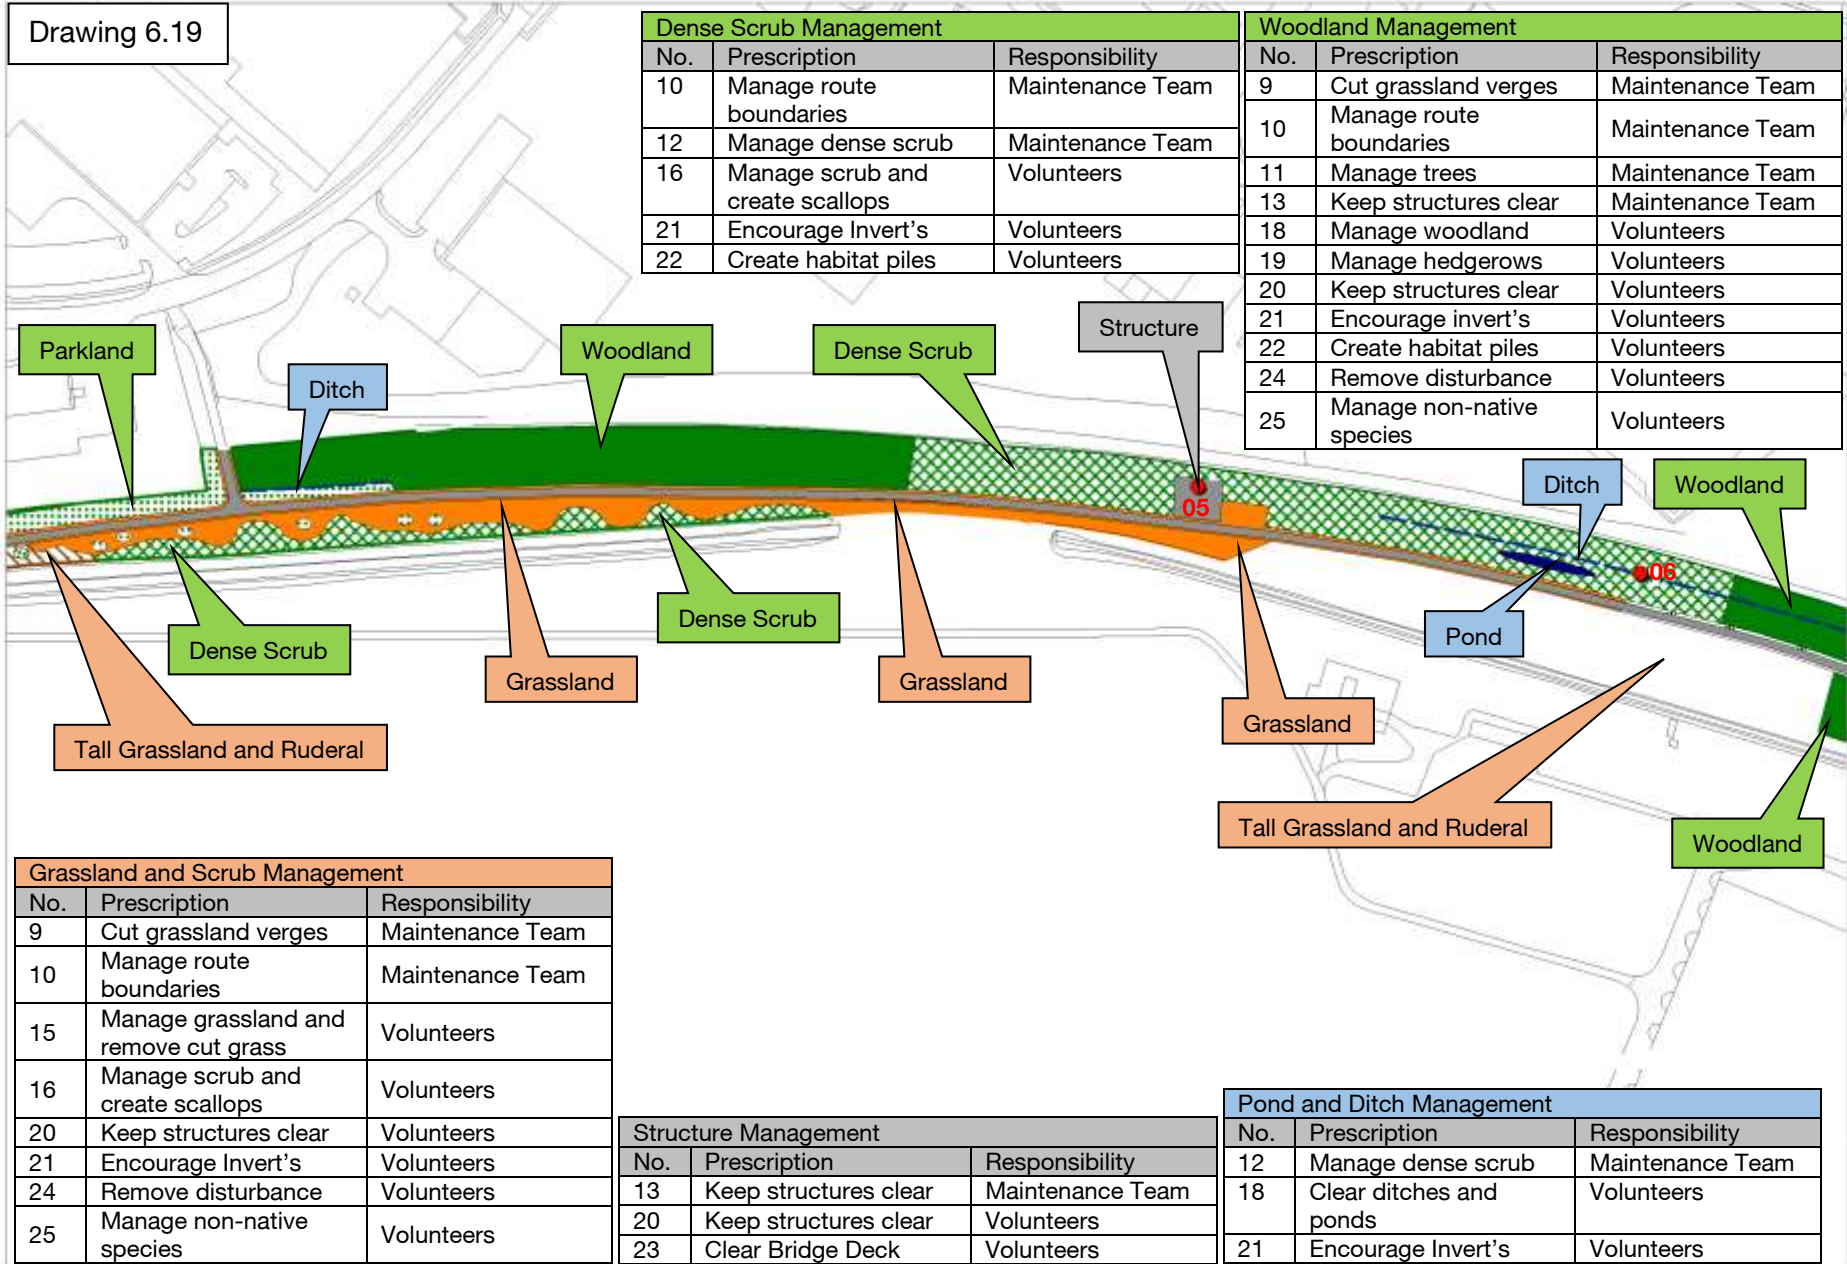 Drawing 6.19
Dense Scrub Management
No. Prescription Responsibility
10 Manage route boundaries Maintenance Team
12 Manage dense scrub Maintenance Team
16 Manage scrub and create scallops Volunteers
21 Encourage Invert's Volunteers
22 Create habitat piles Volunteers
Woodland Management
No. Prescription Responsibility
9 Cut grassland verges Maintenance Team
10 Manage route boundaries Maintenance Team
11 Manage trees Maintenance Team
13 Keep structures clear Maintenance Team
18 Manage woodland Volunteers
19 Manage hedgerows Volunteers
20 Keep structures clear Volunteers
21 Encourage invert's Volunteers
22 Create habitat piles Volunteers
24 Remove disturbance Volunteers
25 Manage non-native species Volunteers
Parkland
Ditch
Woodland
Dense Scrub
Structure
Ditch
Woodland
05
06
Dense Scrub
Dense Scrub
Pond
Grassland
Grassland
Grassland
Tall Grassland and Ruderal
Tall Grassland and Ruderal
Woodland
Grassland and Scrub Management
No. Prescription Responsibility
9 Cut grassland verges Maintenance Team
10 Manage route boundaries Maintenance Team
15 Manage grassland and remove cut grass Volunteers
16 Manage scrub and create scallops Volunteers
20 Keep structures clear Volunteers
21 Encourage Invert's Volunteers
24 Remove disturbance Volunteers
25 Manage non-native species Volunteers
Structure Management
No. Prescription Responsibility
13 Keep structures clear Maintenance Team
20 Keep structures clear Volunteers
23 Clear Bridge Deck Volunteers
Pond and Ditch Management
No. Prescription Responsibility
12 Manage dense scrub Maintenance Team
18 Clear ditches and ponds Volunteers
21 Encourage Invert's Volunteers